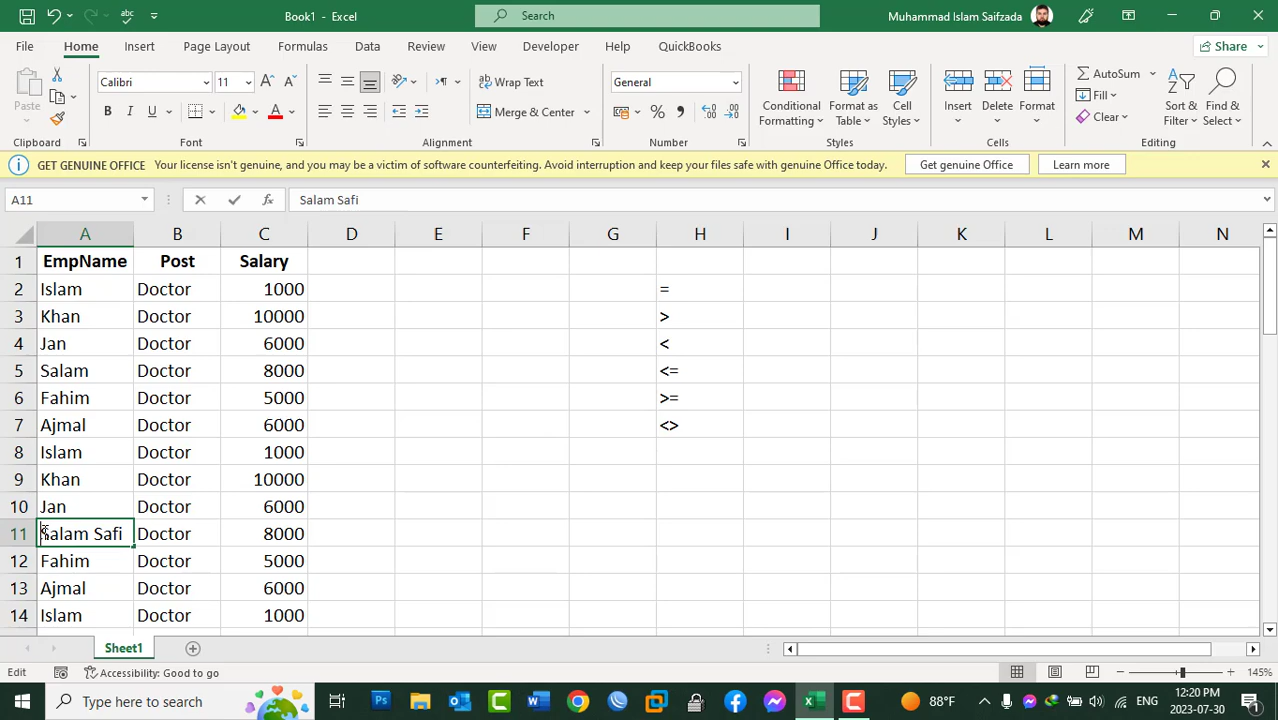 Book1 - Excel
Search
Muhammad Islam Saifzada
File Home Insert Page Layout Formulas Data Review View Developer Help QuickBooks Share
Paste
Calibri 11
Wrap Text
General
Conditional Formatting
Format as Table
Cell Styles
Insert Delete Format
AutoSum
Fill
Clear
Sort & Filter
Find & Select
B I U A
Merge & Center
Clipboard Font Alignment Number Styles Cells Editing
GET GENUINE OFFICE Your license isn't genuine, and you may be a victim of software counterfeiting. Avoid interruption and keep your files safe with genuine Office today. Get genuine Office Learn more
A11 fx Salam Safi
A B C D E F G H I J K L M N
1 EmpName Post Salary
2 Islam Doctor 1000 =
3 Khan Doctor 10000 >
4 Jan Doctor 6000 <
5 Salam Doctor 8000 <=
6 Fahim Doctor 5000 >=
7 Ajmal Doctor 6000 <>
8 Islam Doctor 1000
9 Khan Doctor 10000
10 Jan Doctor 6000
11 Salam Safi Doctor 8000
12 Fahim Doctor 5000
13 Ajmal Doctor 6000
14 Islam Doctor 1000
Sheet1
Edit Accessibility: Good to go 145%
Type here to search
88°F ENG 12:20 PM
2023-07-30